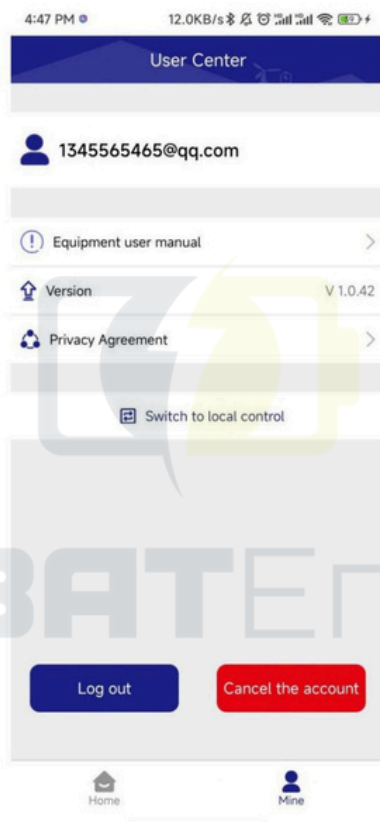 4:47 PM 12.0KB/s
User Center
1345565465@qq.com
Equipment user manual
Version V 1.0.42
Privacy Agreement
Switch to local control
Log out Cancel the account
Home Mine